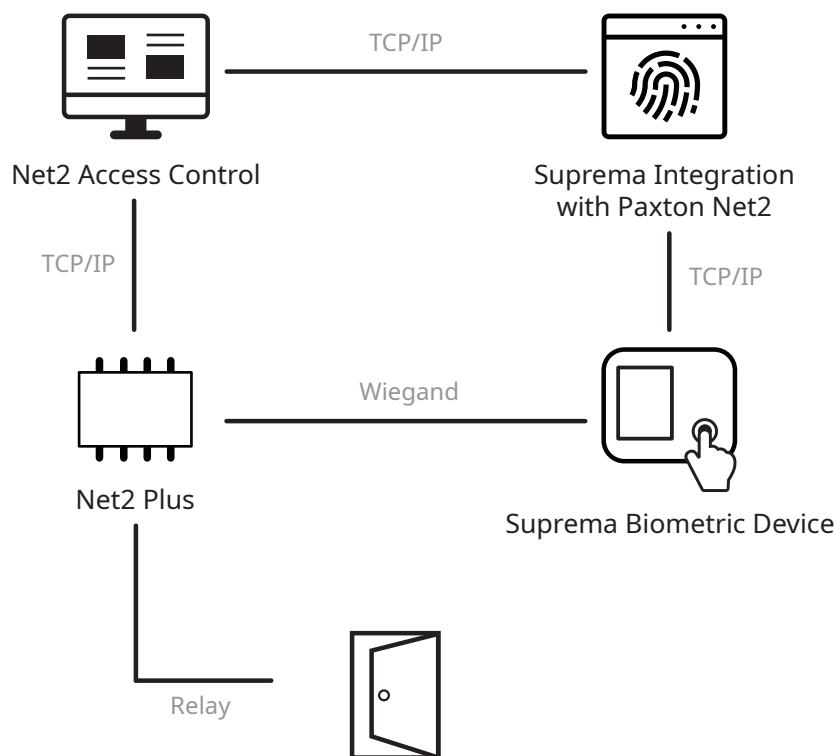 TCP/IP
Net2 Access Control
Suprema Integration
with Paxton Net2
TCP/IP
TCP/IP
Wiegand
Net2 Plus
Suprema Biometric Device
Relay